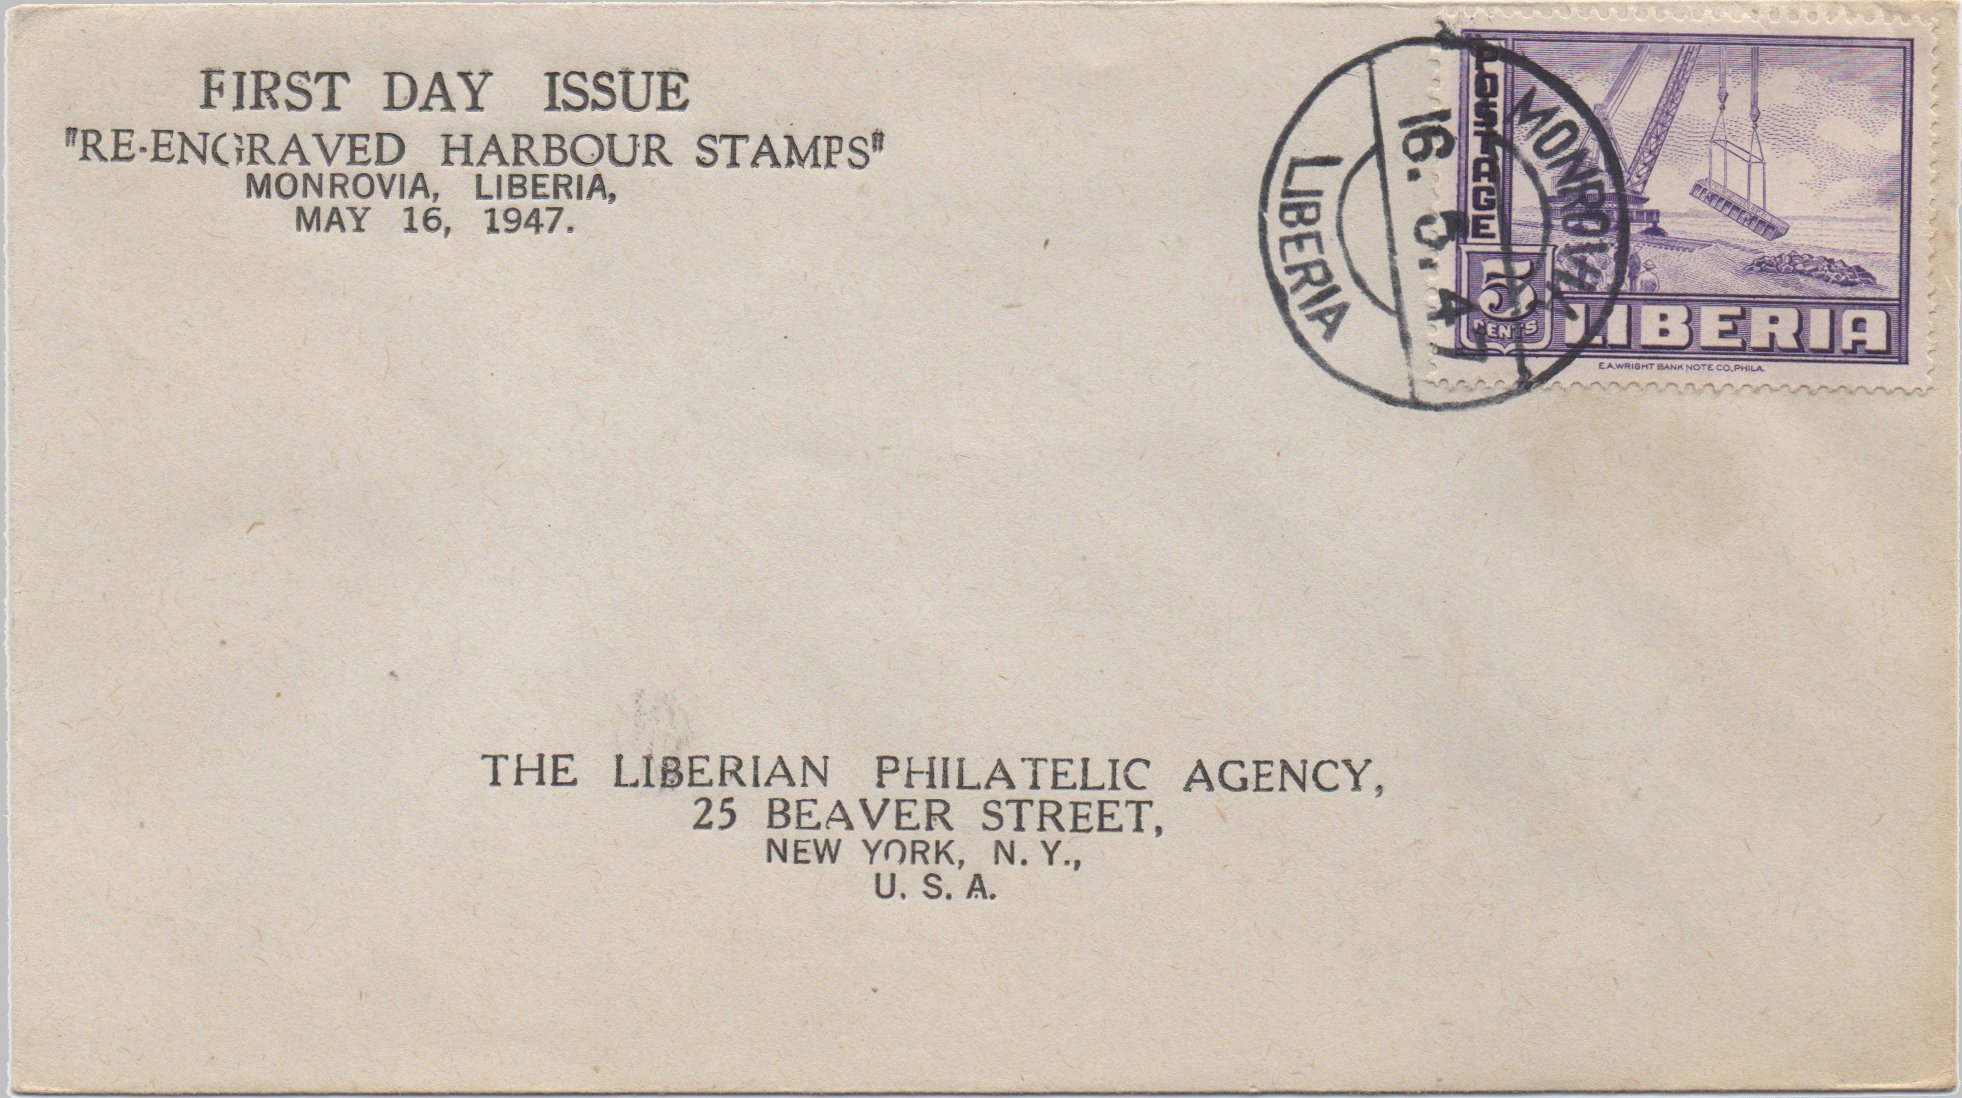 FIRST DAY ISSUE
"RE-ENGRAVED HARBOUR STAMPS"
MONROVIA, LIBERIA,
MAY 16, 1947.
POSTAGE
5
CENTS
LIBERIA
E.A.WRIGHT BANK NOTE CO., PHILA.
MONROVIA
16. 5. 47
LIBERIA
THE LIBERIAN PHILATELIC AGENCY,
25 BEAVER STREET,
NEW YORK, N. Y.,
U. S. A.